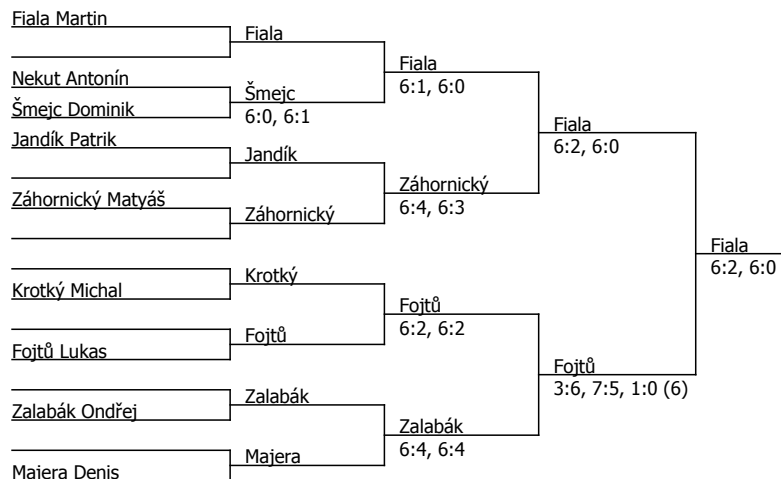 Fiala Martin
Nekut Antonín
Šmejc Dominik
Jandík Patrik
Záhornický Matyáš
Krotký Michal
Fojtů Lukas
Zalabák Ondřej
Majera Denis
Fiala
Šmejc
6:0, 6:1
Jandík
Záhornický
Krotký
Fojtů
Zalabák
Majera
Fiala
6:1, 6:0
Záhornický
6:4, 6:3
Fojtů
6:2, 6:2
Zalabák
6:4, 6:4
Fiala
6:2, 6:0
Fojtů
3:6, 7:5, 1:0 (6)
Fiala
6:2, 6:0